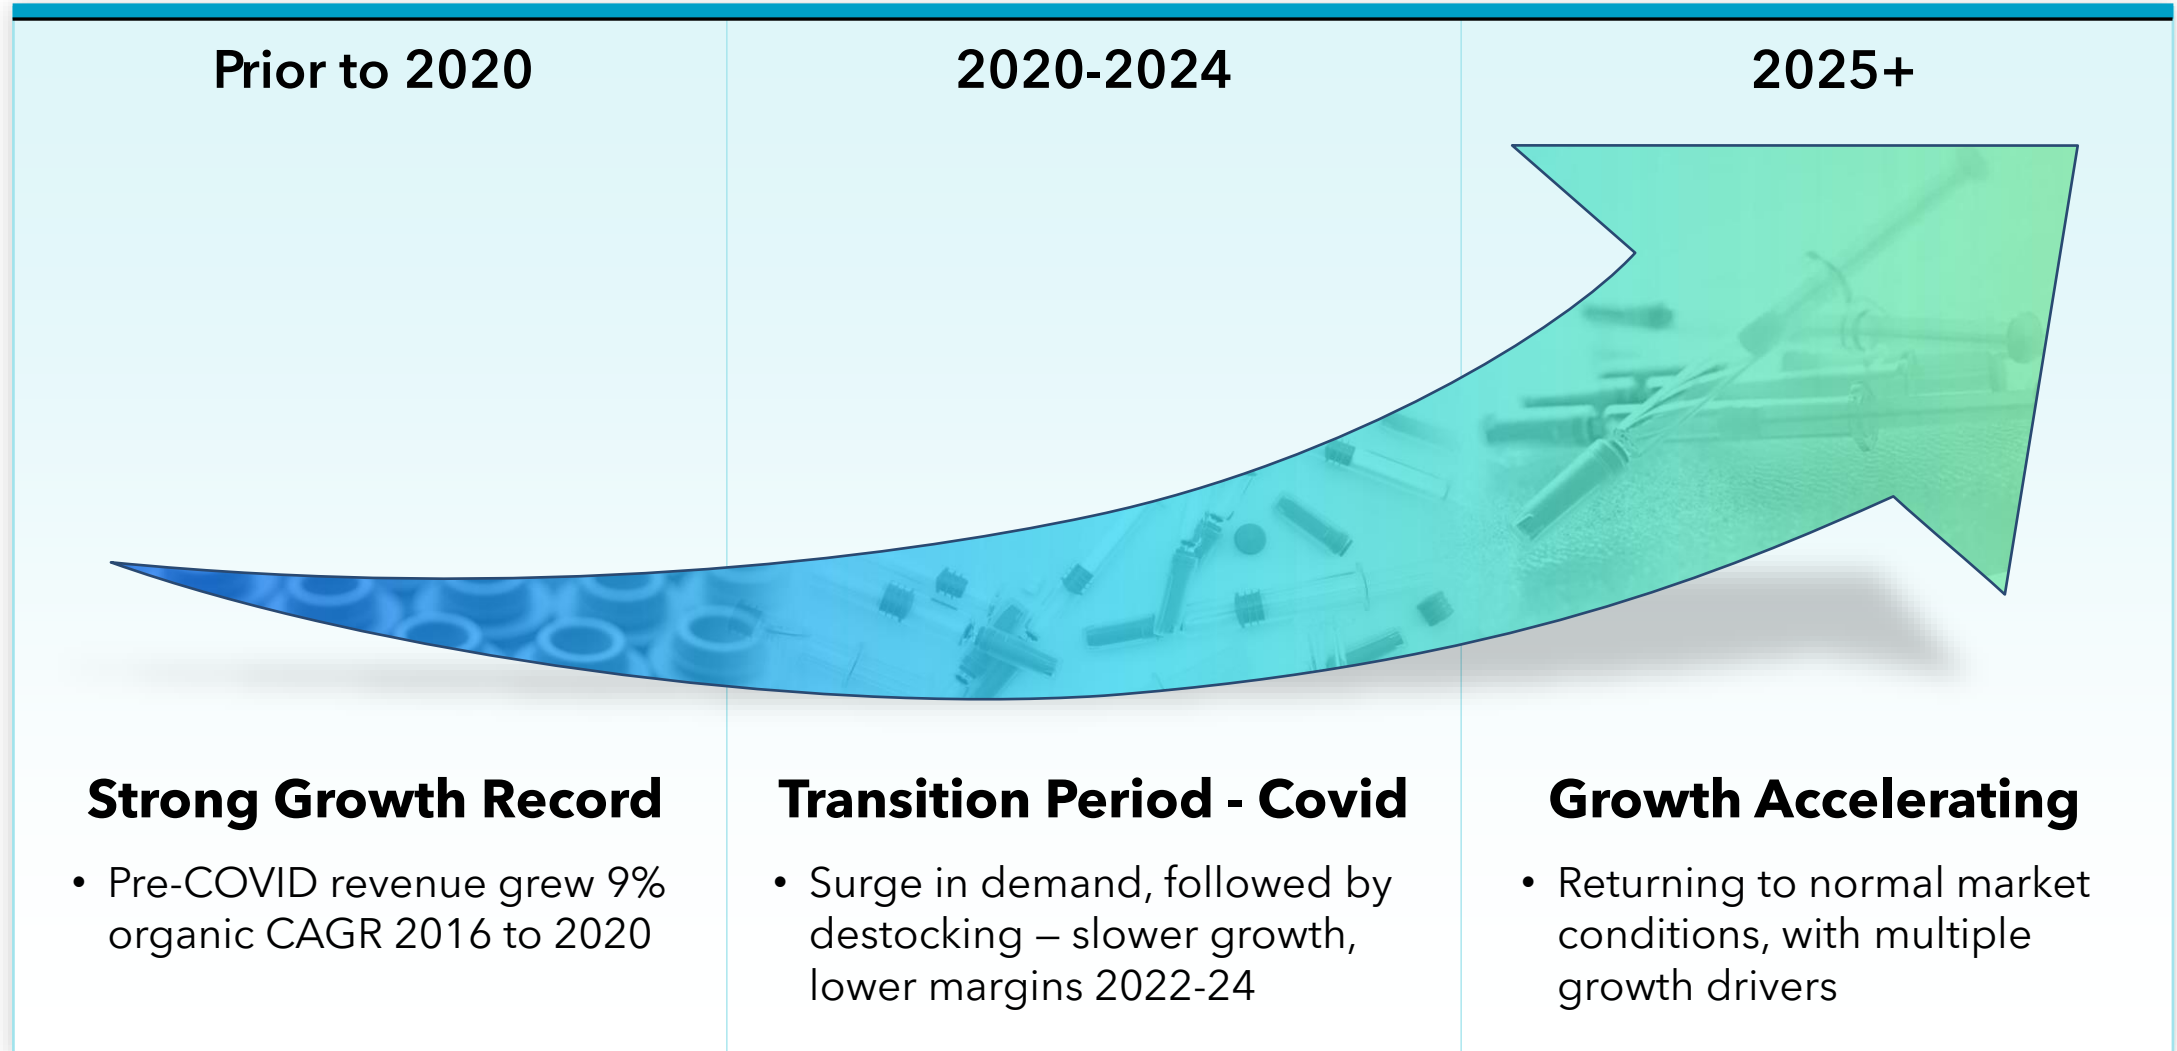 Prior to 2020
2020-2024
2025+
Strong Growth Record
• Pre-COVID revenue grew 9%
organic CAGR 2016 to 2020
Transition Period - Covid
• Surge in demand, followed by
destocking – slower growth,
lower margins 2022-24
Growth Accelerating
• Returning to normal market
conditions, with multiple
growth drivers